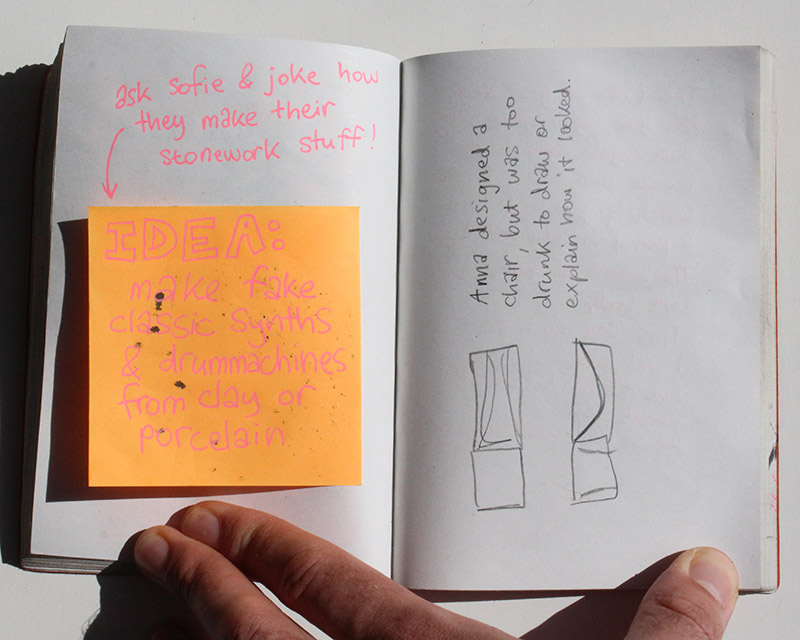 ask sofie & joke how
they make their
stonework stuff!
IDEA:
make fake
classic synths
& drummachines
from clay or
porcelain
Anna designed a
chair, but was too
drunk to draw or
explain how it looked.